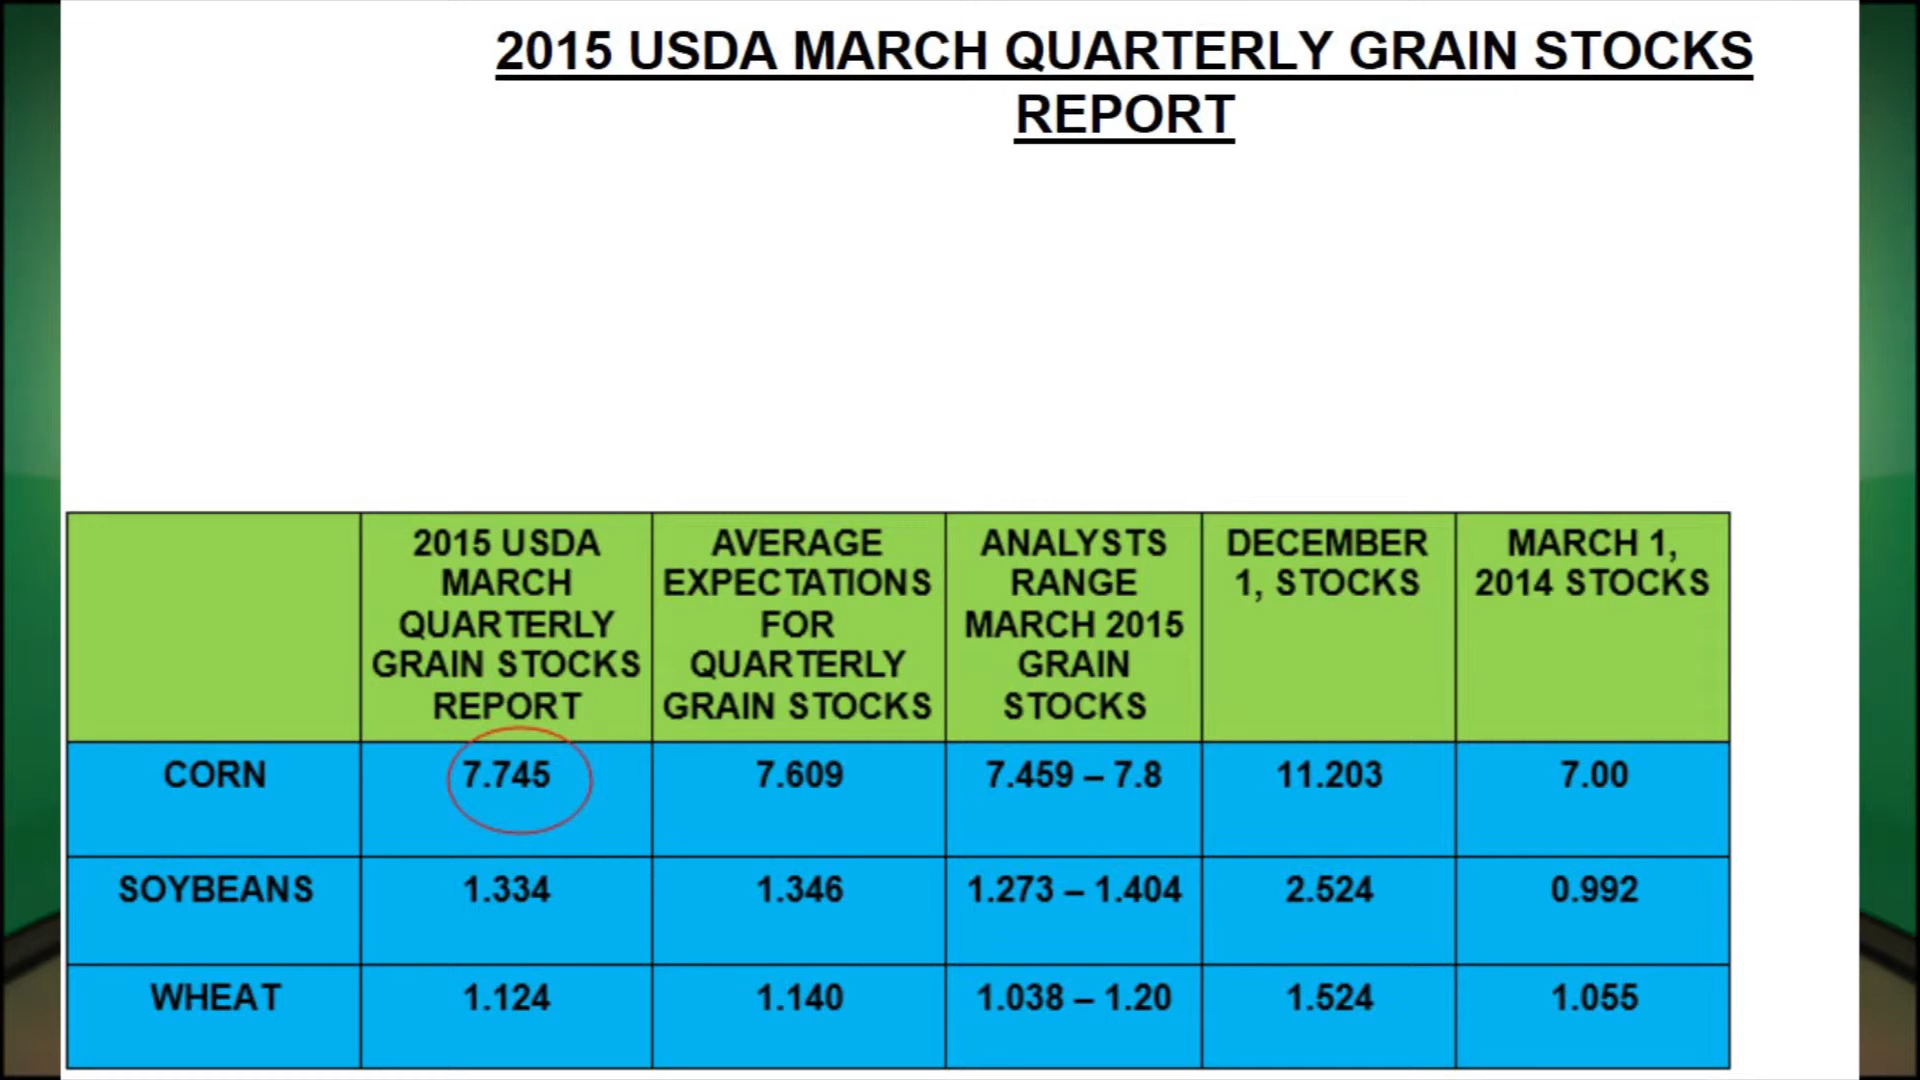 2015 USDA MARCH QUARTERLY GRAIN STOCKS
REPORT
2015 USDA
MARCH
QUARTERLY
GRAIN STOCKS
REPORT
AVERAGE
EXPECTATIONS
FOR
QUARTERLY
GRAIN STOCKS
ANALYSTS
RANGE
MARCH 2015
GRAIN
STOCKS
DECEMBER
1, STOCKS
MARCH 1,
2014 STOCKS
CORN 7.745 7.609 7.459 – 7.8 11.203 7.00
SOYBEANS 1.334 1.346 1.273 – 1.404 2.524 0.992
WHEAT 1.124 1.140 1.038 – 1.20 1.524 1.055